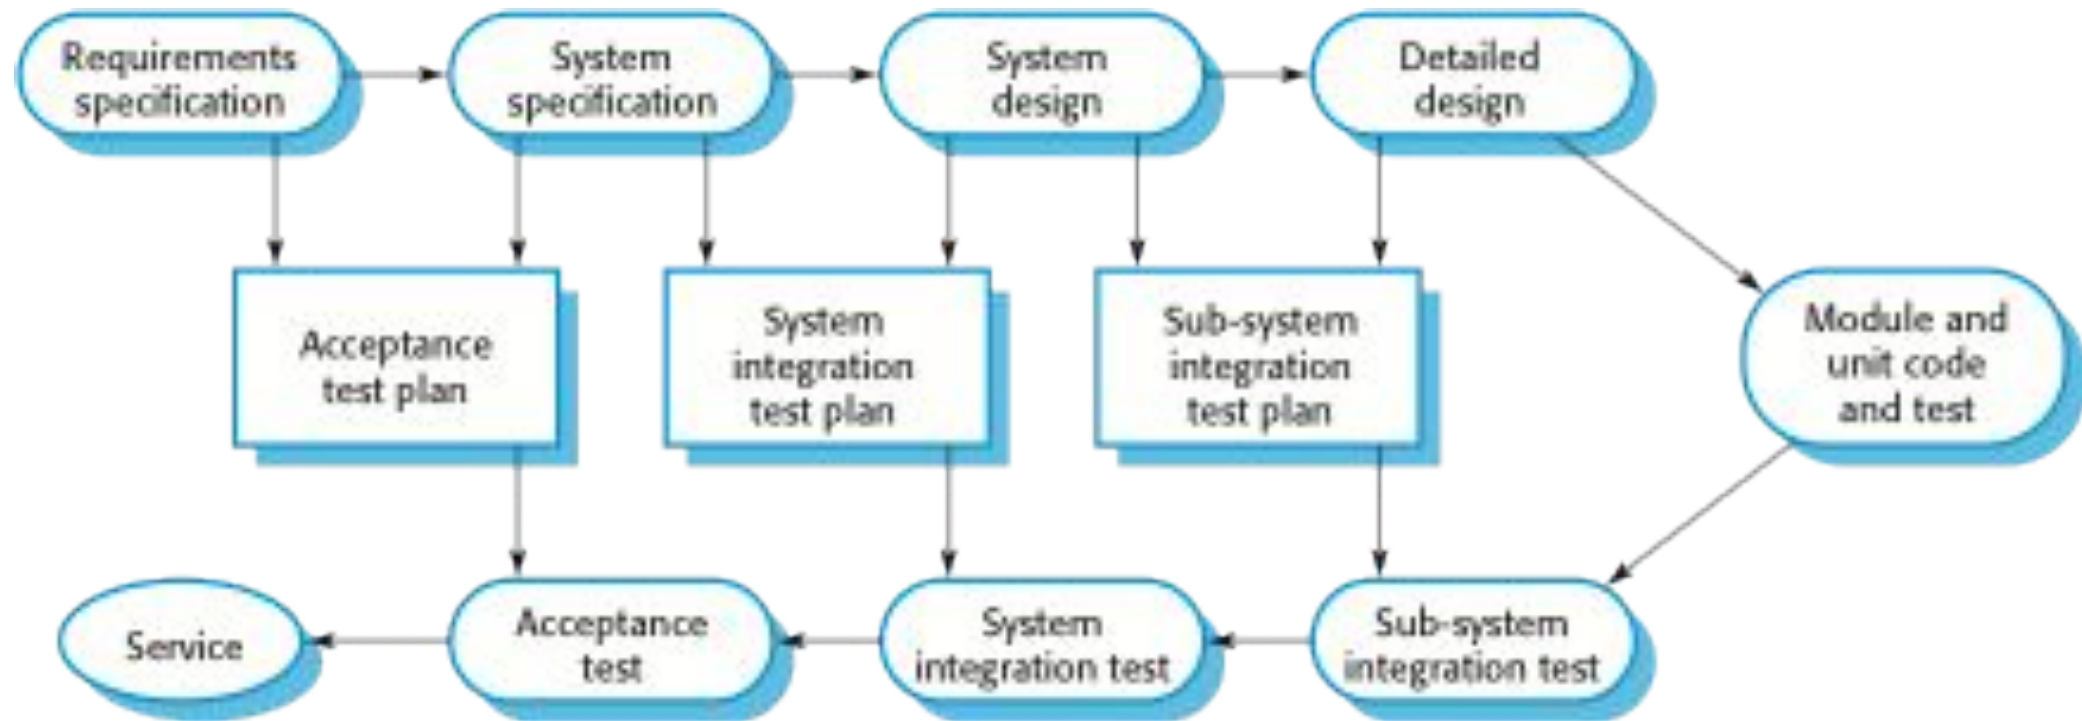 Requirements
specification
System
specification
System
design
Detailed
design
Acceptance
test plan
System
integration
test plan
Sub-system
integration
test plan
Module and
unit code
and test
Service
Acceptance
test
System
integration test
Sub-system
integration test